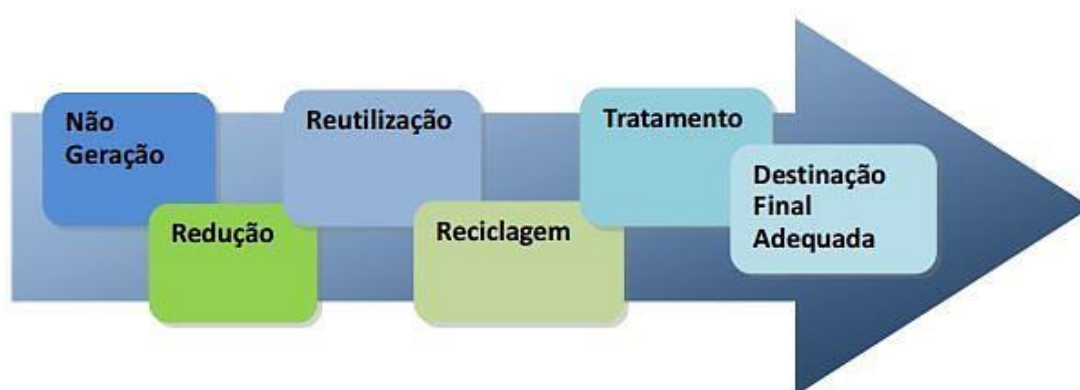 Não
Geração
Redução
Reutilização
Reciclagem
Tratamento
Destinação
Final
Adequada